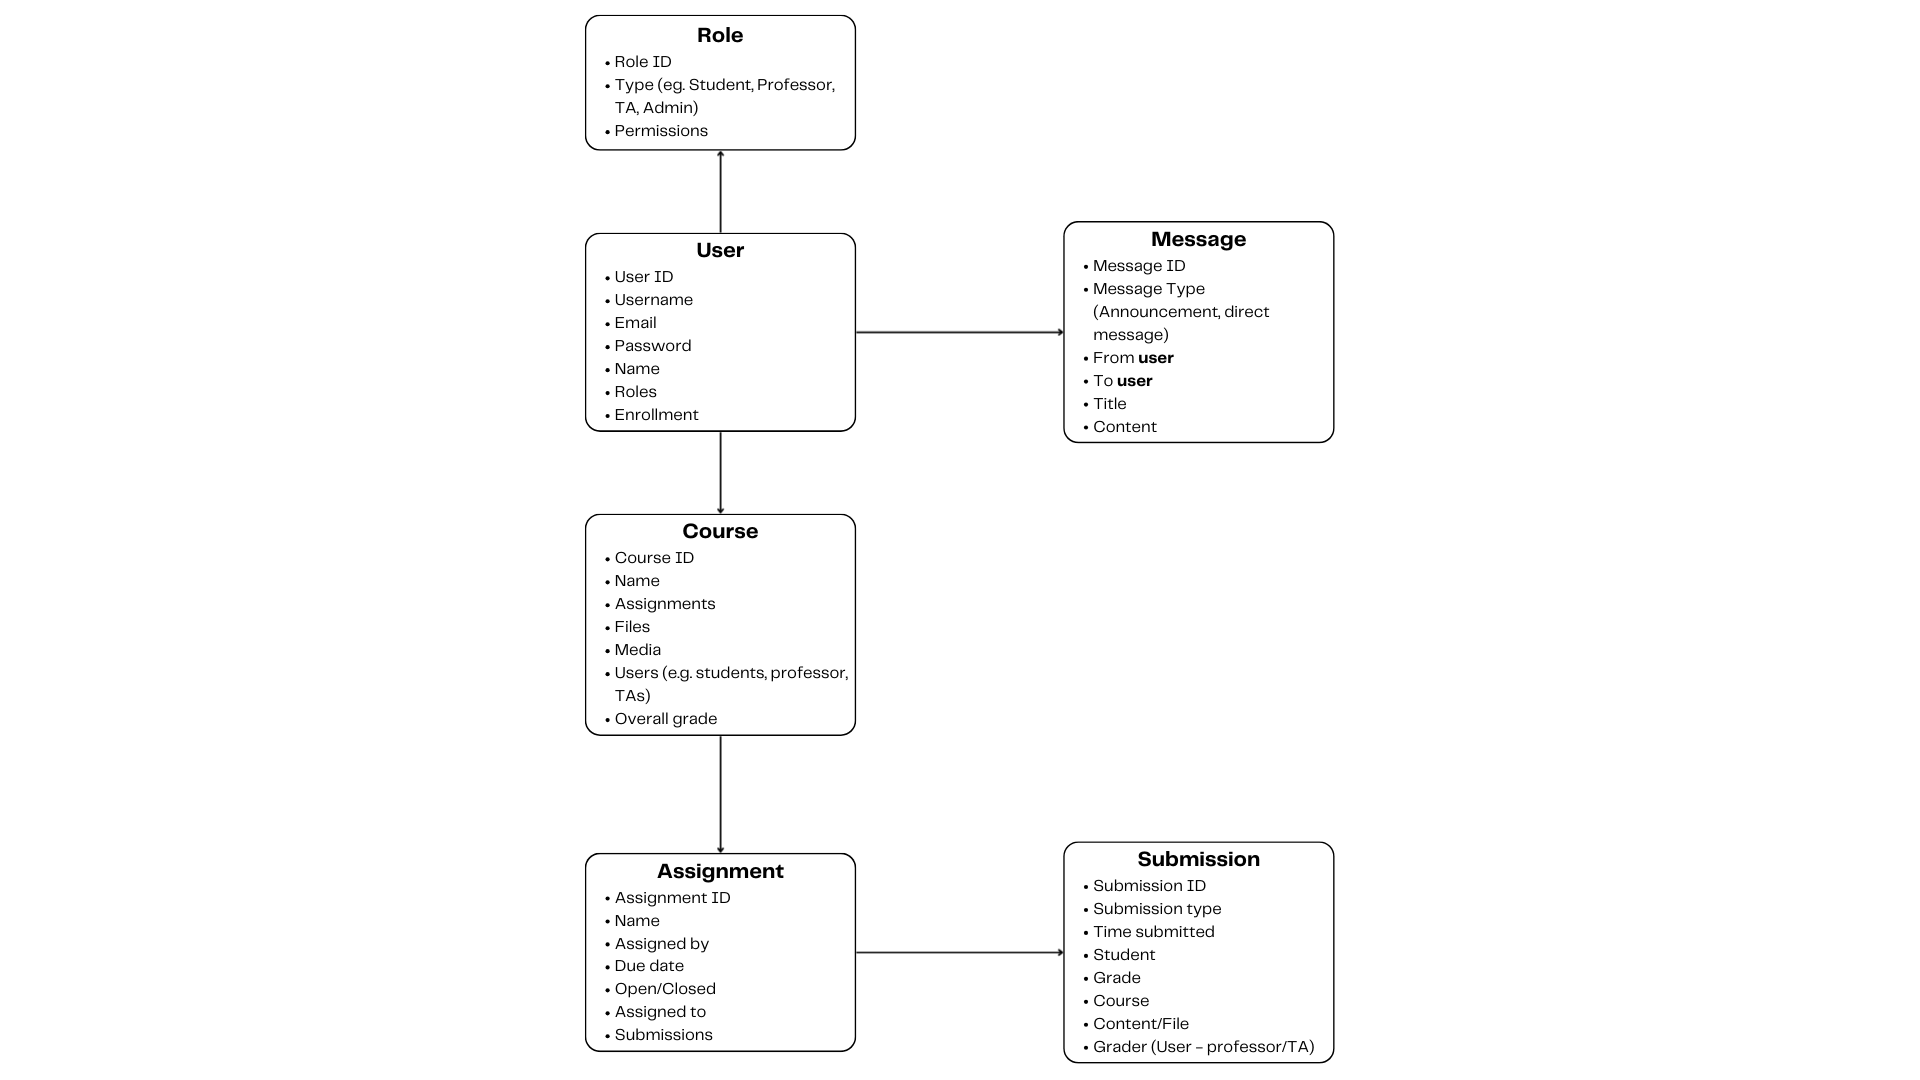 Role
• Role ID
• Type (eg. Student, Professor,
TA, Admin)
• Permissions
User
• User ID
• Username
• Email
• Password
• Name
• Roles
• Enrollment
Message
• Message ID
• Message Type
(Announcement, direct
message)
• From user
• To user
• Title
• Content
Course
• Course ID
• Name
• Assignments
• Files
• Media
• Users (e.g. students, professor,
TAs)
• Overall grade
Assignment
• Assignment ID
• Name
• Assigned by
• Due date
• Open/Closed
• Assigned to
• Submissions
Submission
• Submission ID
• Submission type
• Time submitted
• Student
• Grade
• Course
• Content/File
• Grader (User - professor/TA)